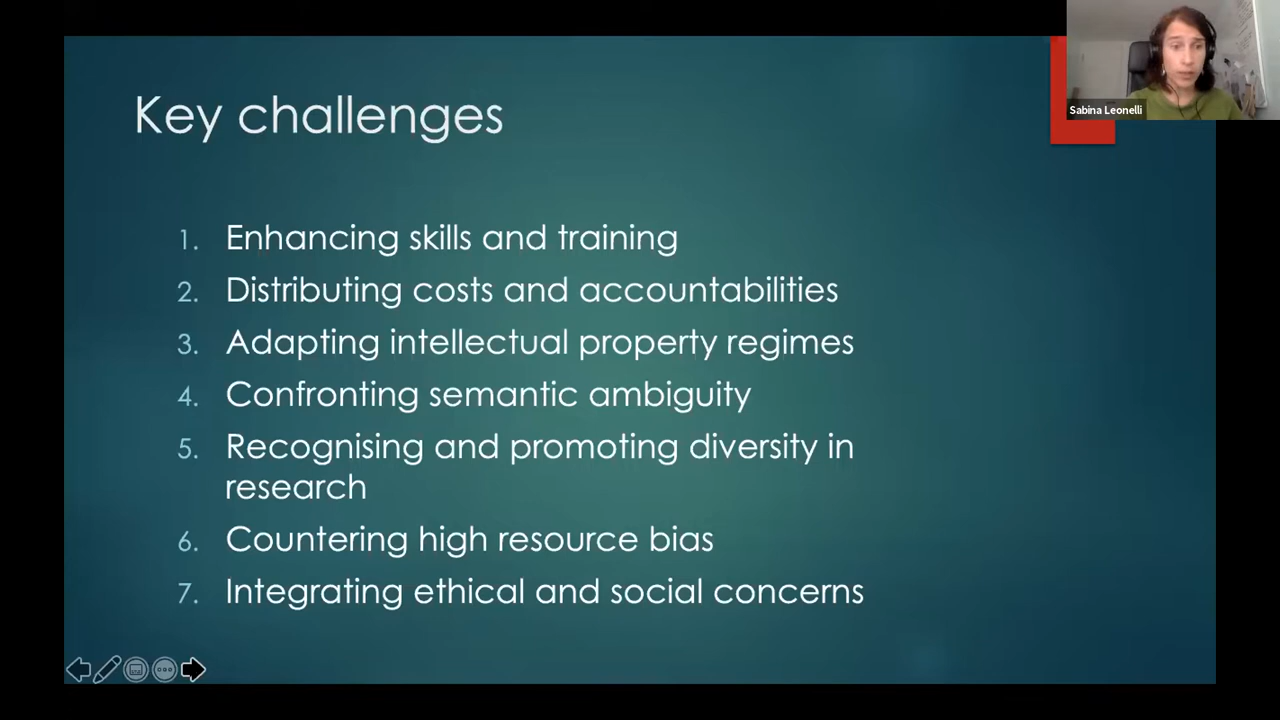 Key challenges
Sabina Leonelli
1. Enhancing skills and training
2. Distributing costs and accountabilities
3. Adapting intellectual property regimes
4. Confronting semantic ambiguity
5. Recognising and promoting diversity in
research
6. Countering high resource bias
7. Integrating ethical and social concerns